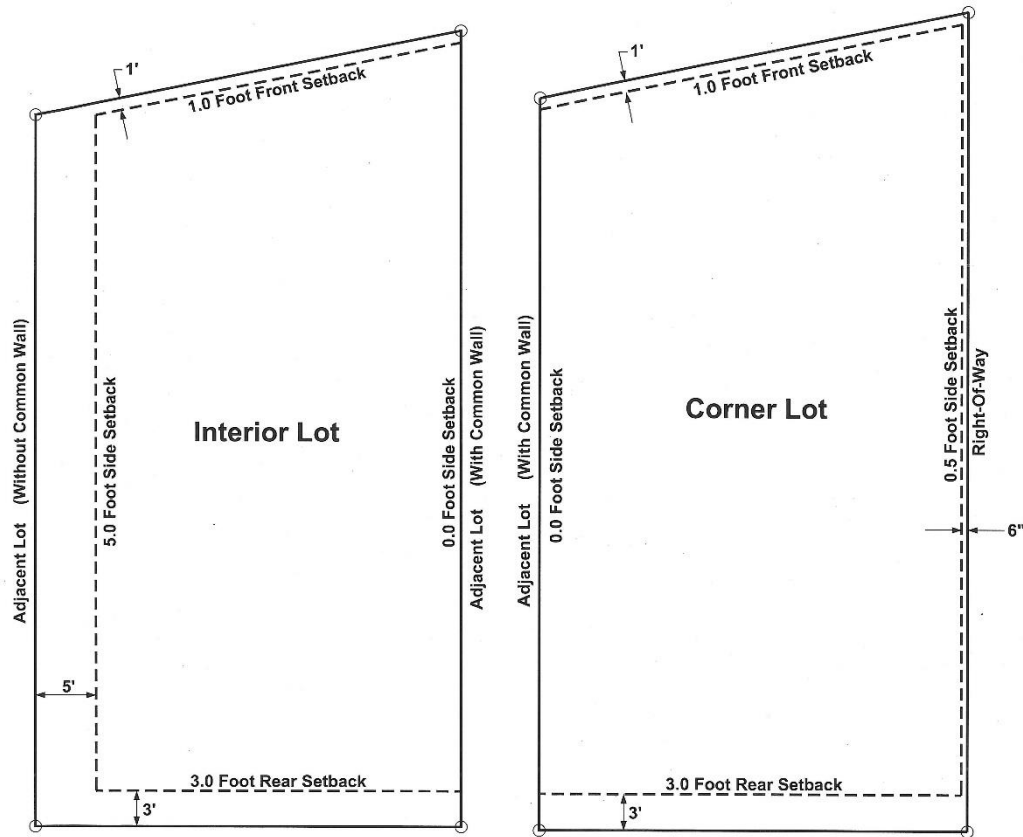 1'
1.0 Foot Front Setback
Adjacent Lot (Without Common Wall)
5.0 Foot Side Setback
Interior Lot
0.0 Foot Side Setback
Adjacent Lot (With Common Wall)
5'
3.0 Foot Rear Setback
3'
1'
1.0 Foot Front Setback
Adjacent Lot (With Common Wall)
0.0 Foot Side Setback
Corner Lot
0.5 Foot Side Setback
Right-Of-Way
6"
3.0 Foot Rear Setback
3'